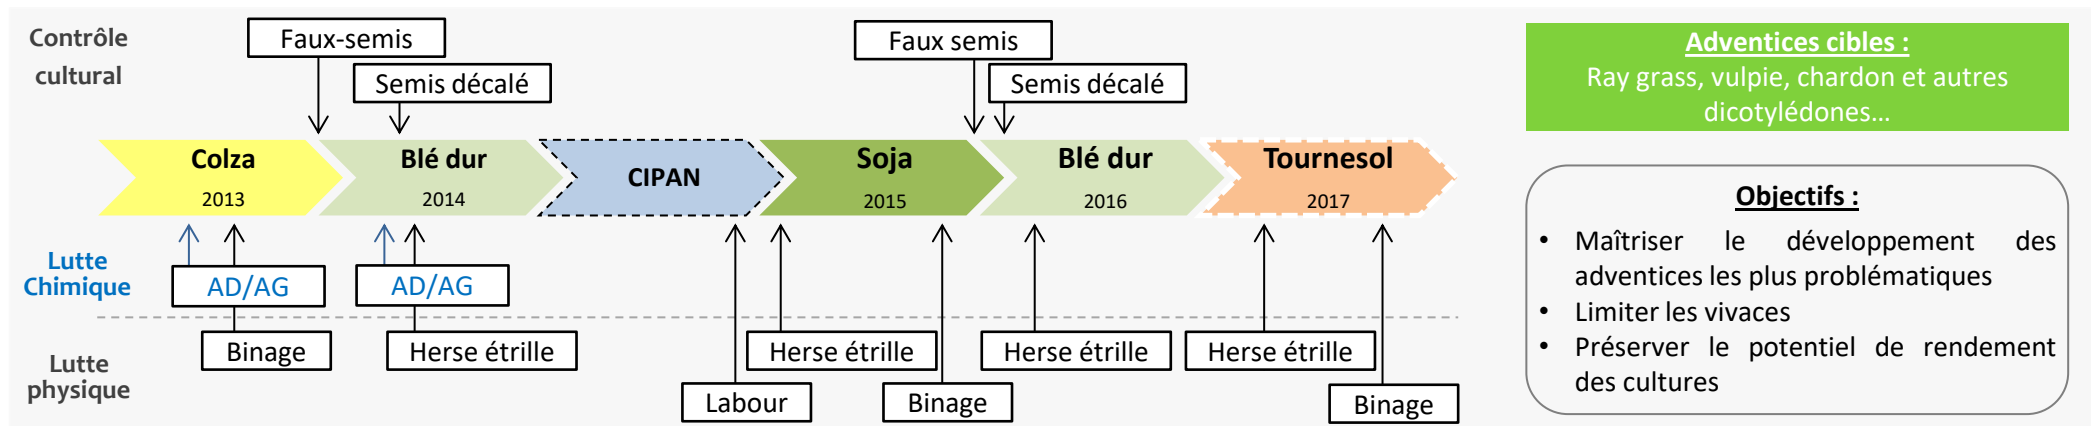 Contrôle
cultural
Faux-semis
Semis décalé
Faux semis
Semis décalé
Colza
2013
Blé dur
2014
CIPAN
Soja
2015
Blé dur
2016
Tournesol
2017
Lutte
Chimique
AD/AG
AD/AG
Lutte
physique
Binage
Herse étrille
Herse étrille
Herse étrille
Herse étrille
Labour
Binage
Binage
Adventices cibles :
Ray grass, vulpie, chardon et autres
dicotylédones…
Objectifs :
• Maîtriser le développement des
adventices les plus problématiques
• Limiter les vivaces
• Préserver le potentiel de rendement
des cultures